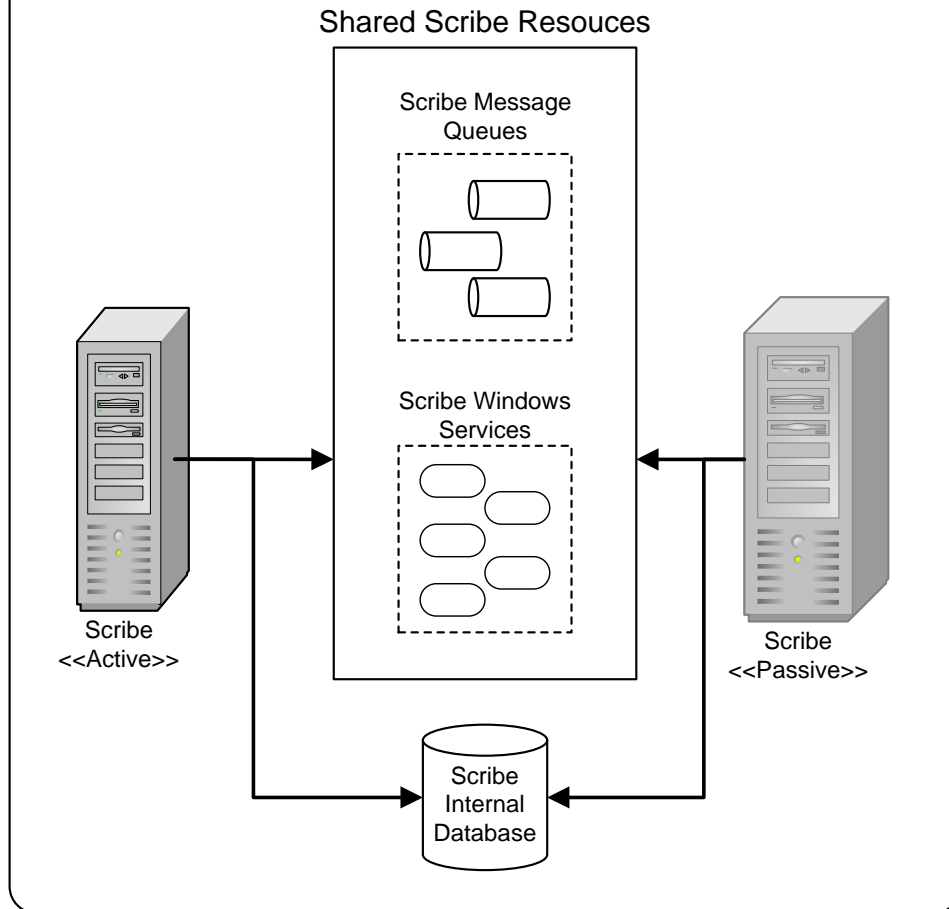 Shared Scribe Resouces
Scribe Message
Queues
Scribe Windows
Services
Scribe
<<Active>>
Scribe
<<Passive>>
Scribe
Internal
Database